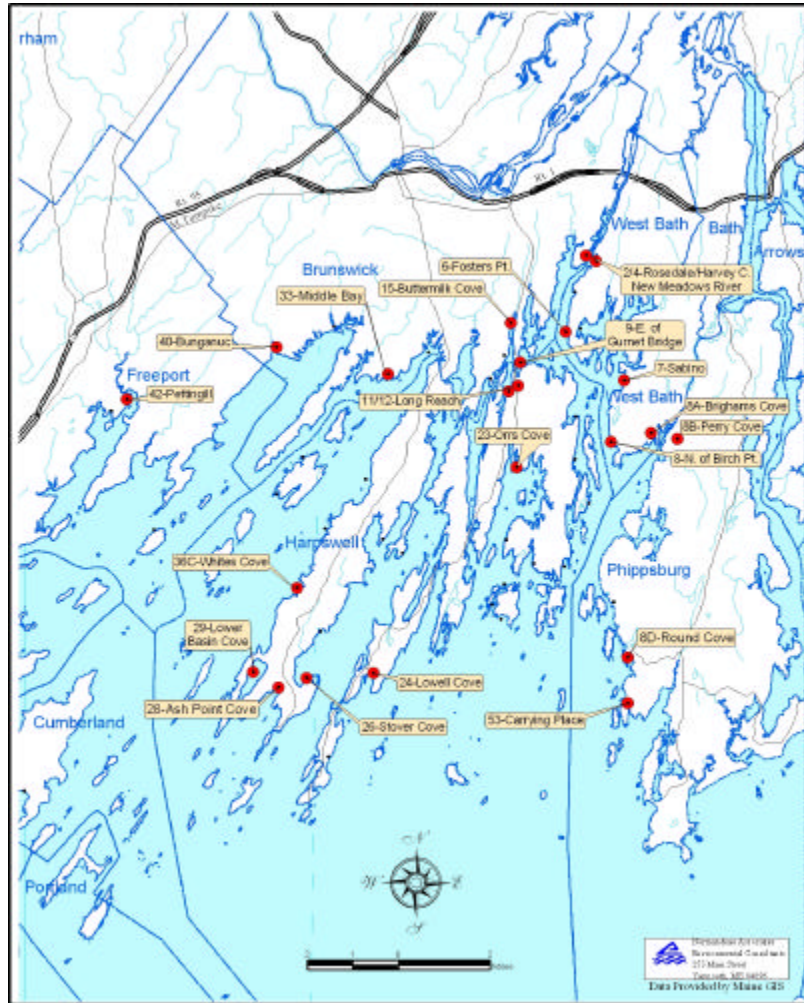 rham
Rt. 1
West Bath
Bath
Arrows
6-Fosters Pt.
2/4-Rosedale/Harvey C.
New Meadows River
Brunswick
15-Buttermilk Cove
33-Middle Bay
9-E. of
Gurnet Bridge
40-Bunganuc
7-Sabino
Freeport
42-Pettingill
11/12-Long Reach
West Bath
8A-Brighams Cove
8B-Perry Cove
23-Orrs Cove
8-N. of Birch Pt.
Harpswell
36C-Whites Cove
Phippsburg
29-Lower
Basin Cove
8D-Round Cove
24-Lowell Cove
28-Ash Point Cove
26-Stover Cove
53-Carrying Place
Cumberland
N
W
E
S
Portland
Environmental Consultants
Data Provided by Maine GIS